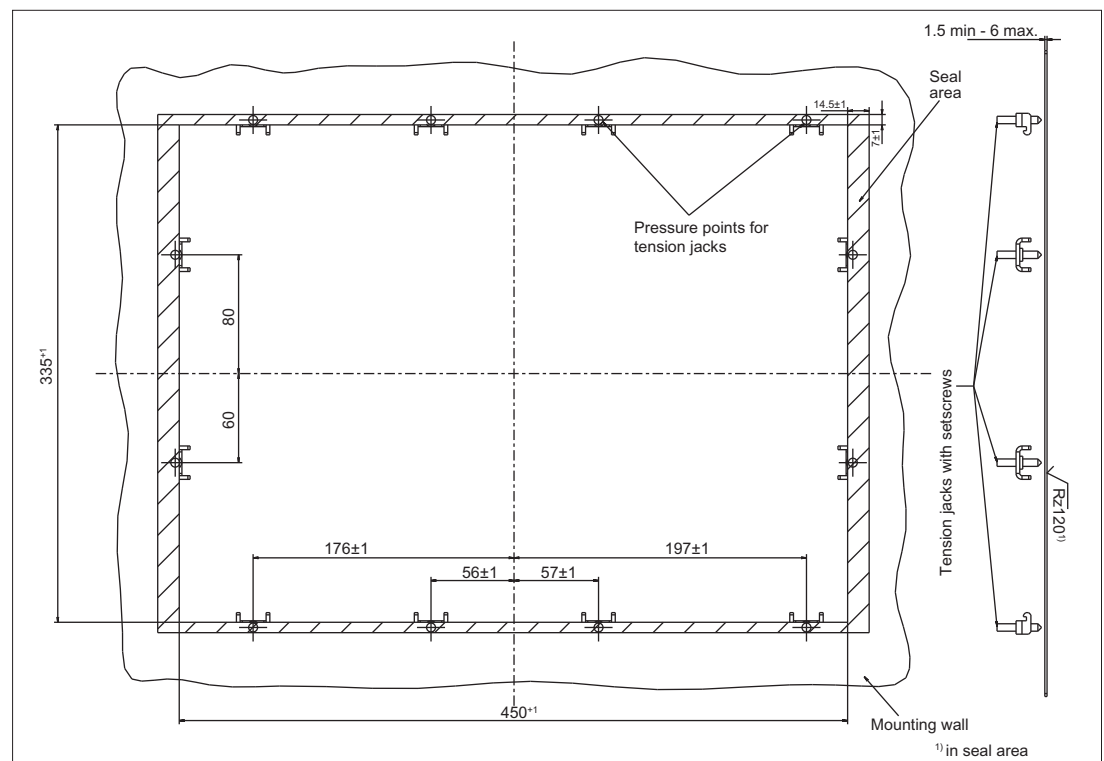 1.5 min - 6 max.
Seal
area
14.5±1
7±1
Pressure points for
tension jacks
80
335⁺¹
60
Tension jacks with setscrews
Rz120¹⁾
176±1
197±1
56±1
57±1
450⁺¹
Mounting wall
¹⁾ in seal area